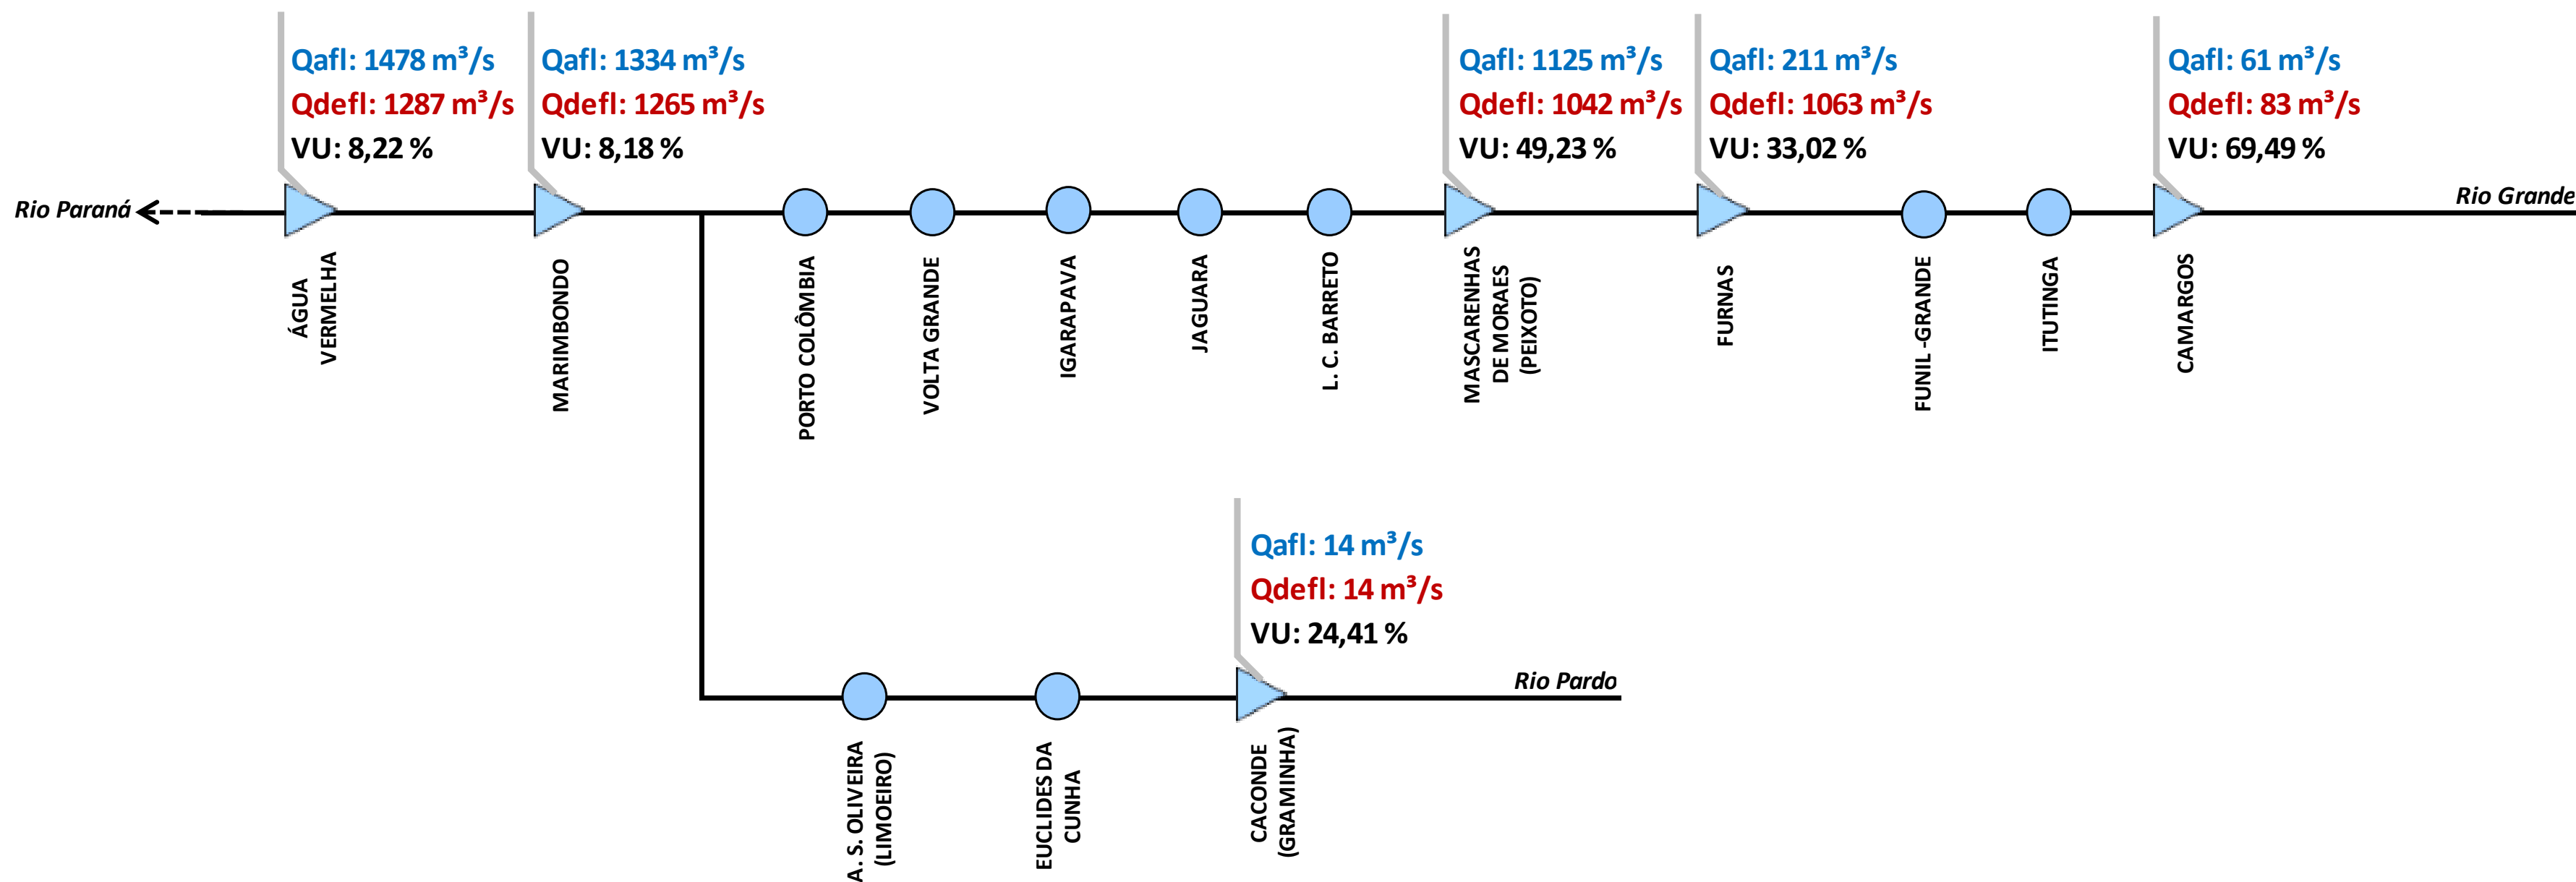 Qafl: 1478 m³/s
Qdefl: 1287 m³/s
VU: 8,22 %
Qafl: 1334 m³/s
Qdefl: 1265 m³/s
VU: 8,18 %
Qafl: 1125 m³/s
Qdefl: 1042 m³/s
VU: 49,23 %
Qafl: 211 m³/s
Qdefl: 1063 m³/s
VU: 33,02 %
Qafl: 61 m³/s
Qdefl: 83 m³/s
VU: 69,49 %
Rio Paraná
Rio Grande
ÁGUA
VERMELHA
MARIMBONDO
PORTO COLÔMBIA
VOLTA GRANDE
IGARAPAVA
JAGUARA
L. C. BARRETO
MASCARENHAS
DE MORAES
(PEIXOTO)
FURNAS
FUNIL -GRANDE
ITUTINGA
CAMARGOS
Qafl: 14 m³/s
Qdefl: 14 m³/s
VU: 24,41 %
Rio Pardo
A. S. OLIVEIRA
(LIMOEIRO)
EUCLIDES DA
CUNHA
CACONDE
(GRAMINHA)